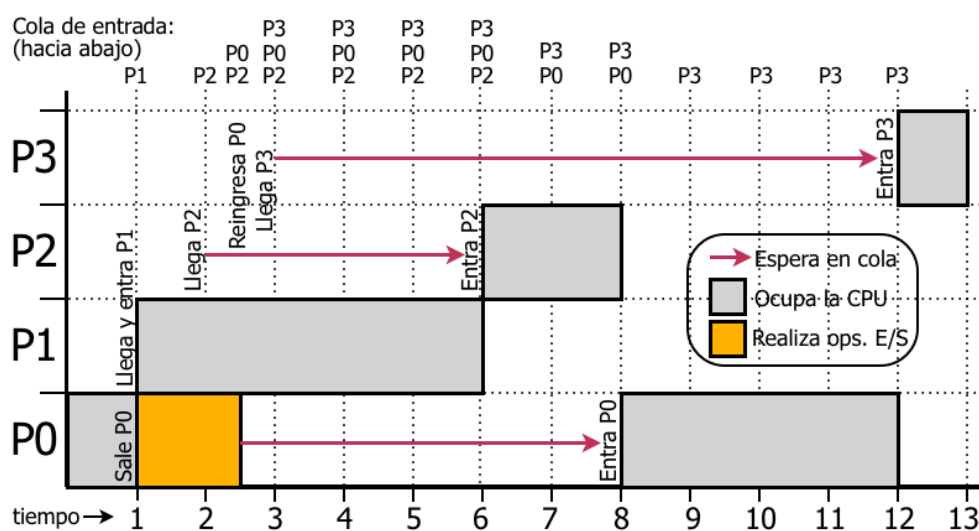 Cola de entrada:
(hacia abajo)
P3 P3 P3 P3
P0 P0 P0 P0 P0 P3 P3
P1 P2 P2 P2 P2 P2 P2 P0 P0 P3 P3 P3 P3
P3
Reingresa P0
Llega P3
Entra P3
P2
Llega P2
Entra P2
Espera en cola
Ocupa la CPU
Realiza ops. E/S
P1
Llega y entra P1
P0
Sale P0
Entra P0
tiempo 1 2 3 4 5 6 7 8 9 10 11 12 13